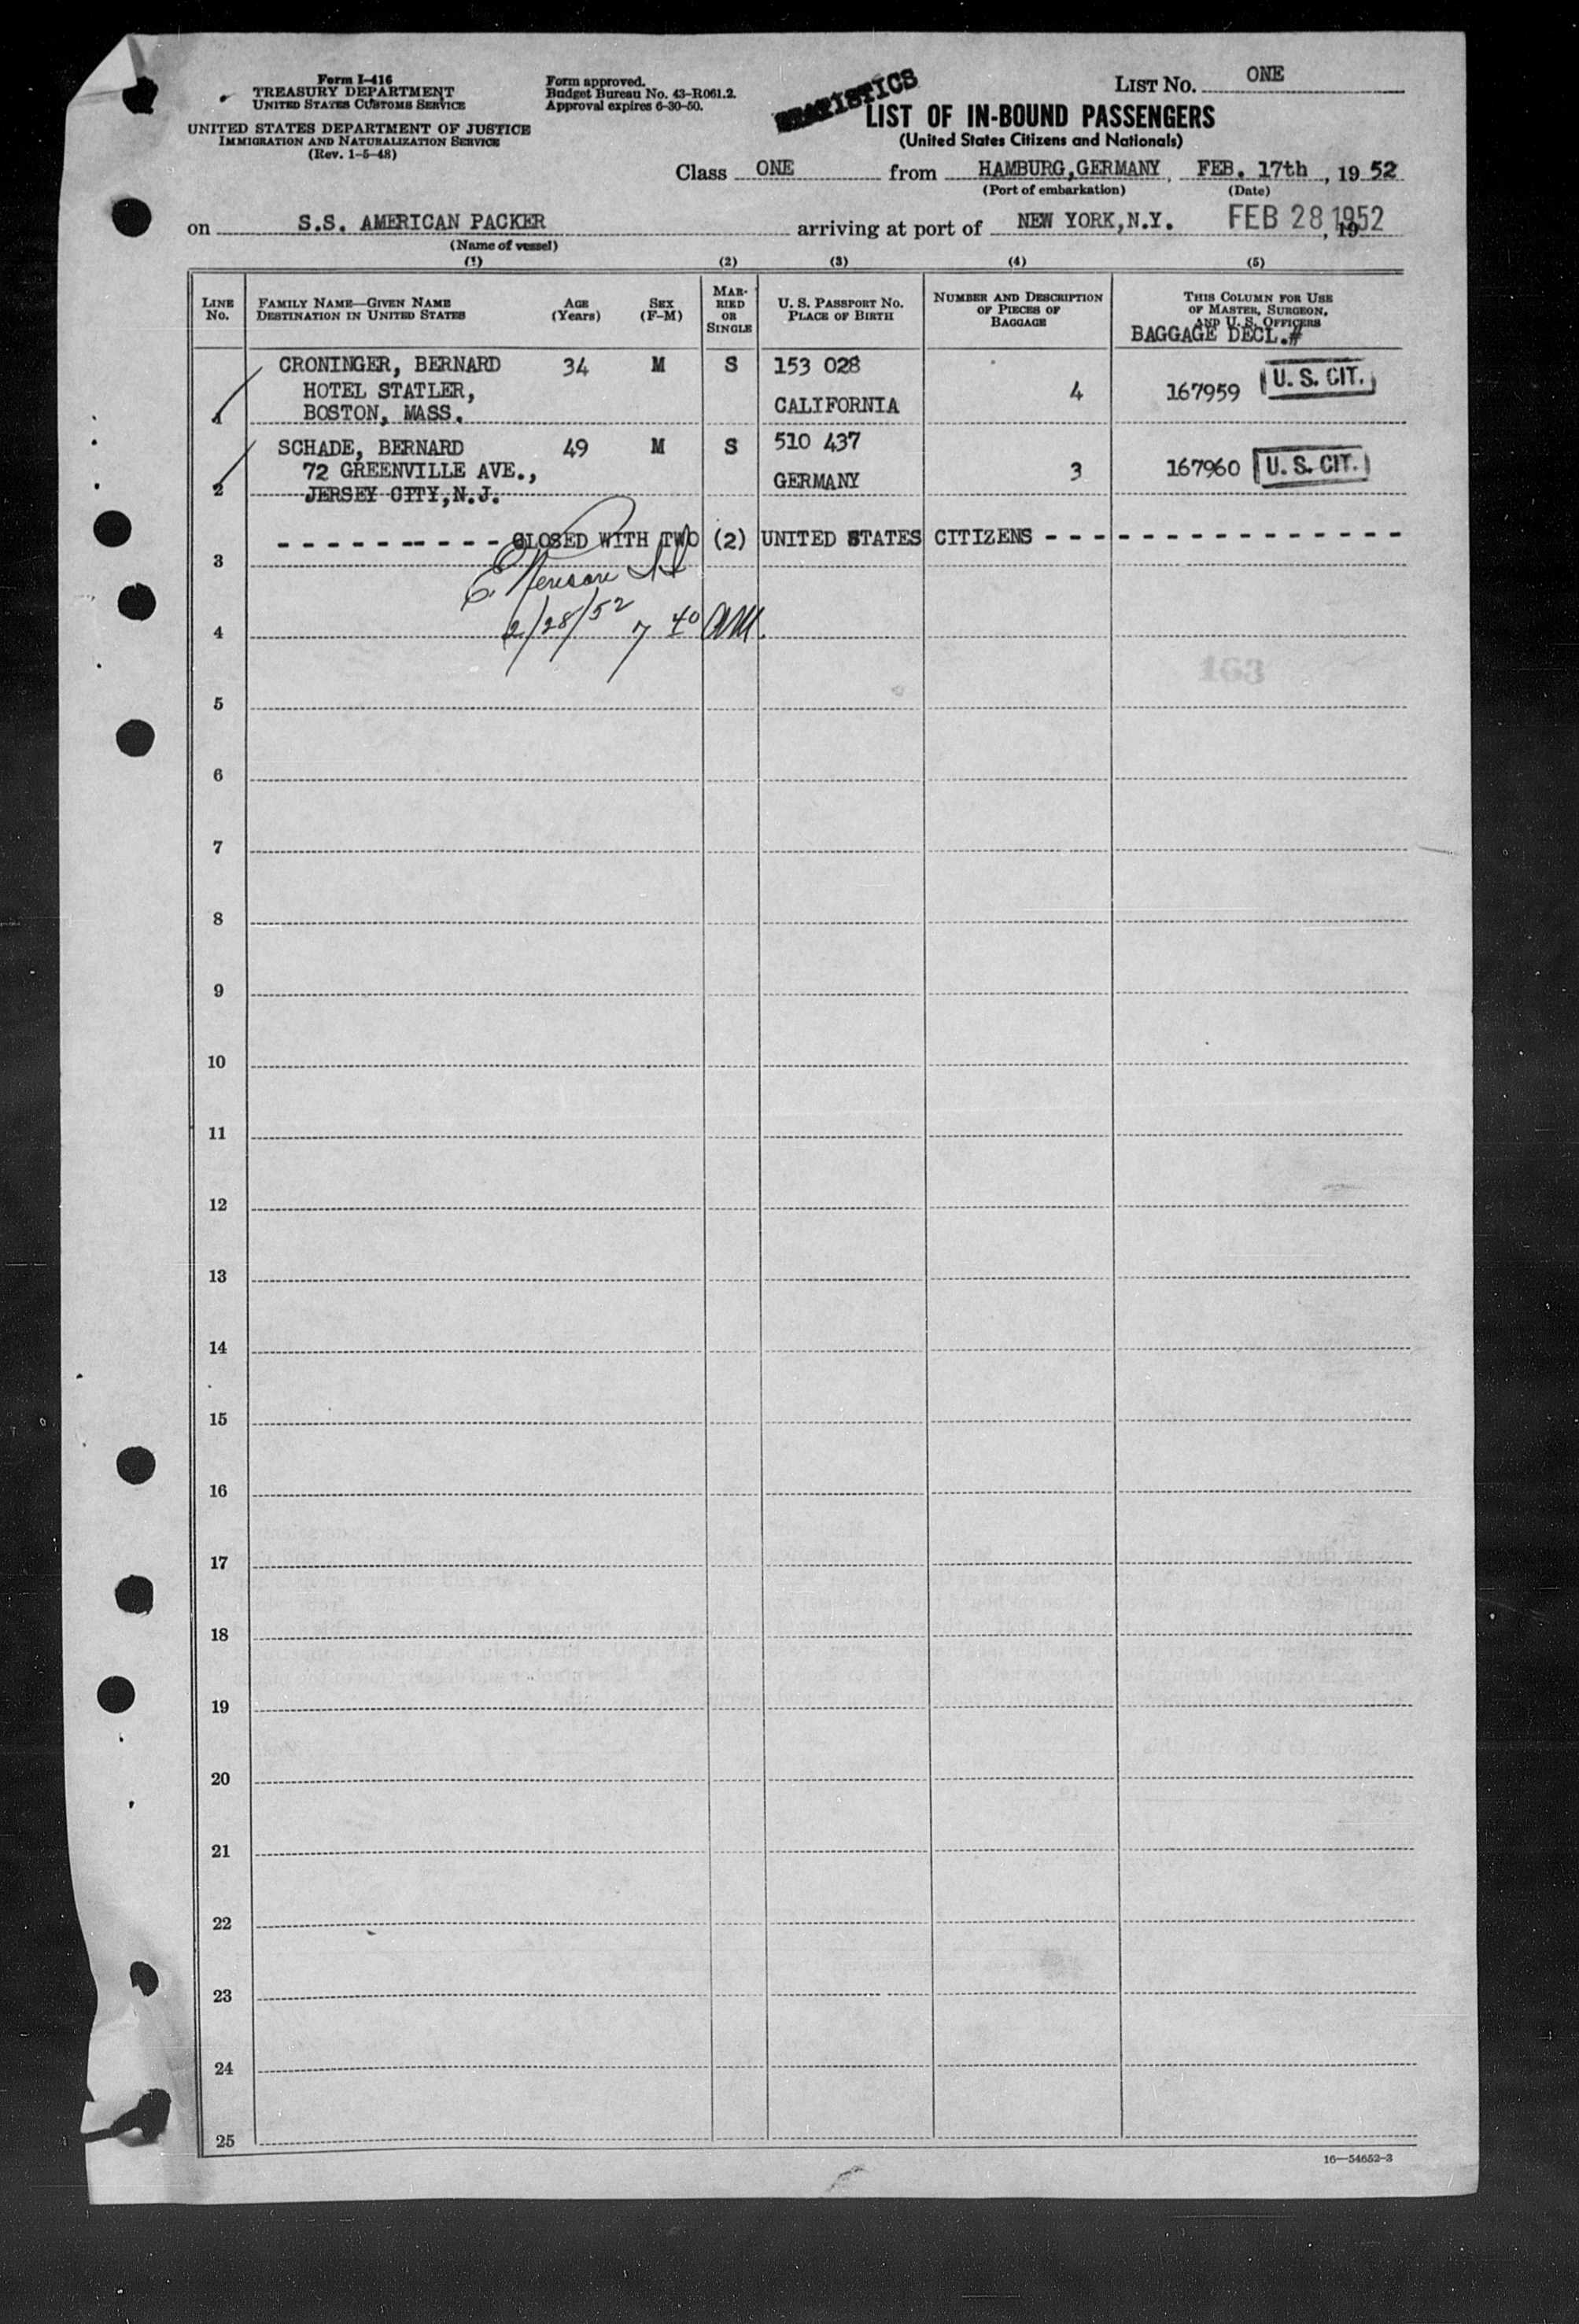 Form I-416
TREASURY DEPARTMENT
UNITED STATES CUSTOMS SERVICE
UNITED STATES DEPARTMENT OF JUSTICE
IMMIGRATION AND NATURALIZATION SERVICE
(Rev. 1-5-48)
Form approved.
Budget Bureau No. 43-R061.2.
Approval expires 6-30-50.
STATISTICS
LIST NO. ONE
LIST OF IN-BOUND PASSENGERS
(United States Citizens and Nationals)
Class ONE from HAMBURG, GERMANY, FEB. 17th, 19 52
(Port of embarkation) (Date)
on S.S. AMERICAN PACKER arriving at port of NEW YORK, N.Y. FEB 28 1952, 19
(Name of vessel)
(1) (2) (3) (4) (5)
LINE NO.
FAMILY NAME—GIVEN NAME
DESTINATION IN UNITED STATES
AGE (Years)
SEX (F-M)
MARRIED OR SINGLE
U. S. PASSPORT NO.
PLACE OF BIRTH
NUMBER AND DESCRIPTION
OF PIECES OF
BAGGAGE
THIS COLUMN FOR USE
OF MASTER, SURGEON,
AND U. S. OFFICERS
BAGGAGE DECL.#
CRONINGER, BERNARD 34 M S 153 028
HOTEL STATLER, 4 167959 U. S. CIT.
1 BOSTON, MASS. CALIFORNIA
SCHADE, BERNARD 49 M S 510 437
72 GREENVILLE AVE., 3 167960 U. S. CIT.
2 JERSEY CITY, N.J. GERMANY
- - - - - - - - - - - CLOSED WITH TWO (2) UNITED STATES CITIZENS - - - - - - - - - - - - - - -
3
2/28/52 7 40 AM.
4
163
5
6
7
8
9
10
11
12
13
14
15
16
17
18
19
20
21
22
23
24
25
16—54652-3